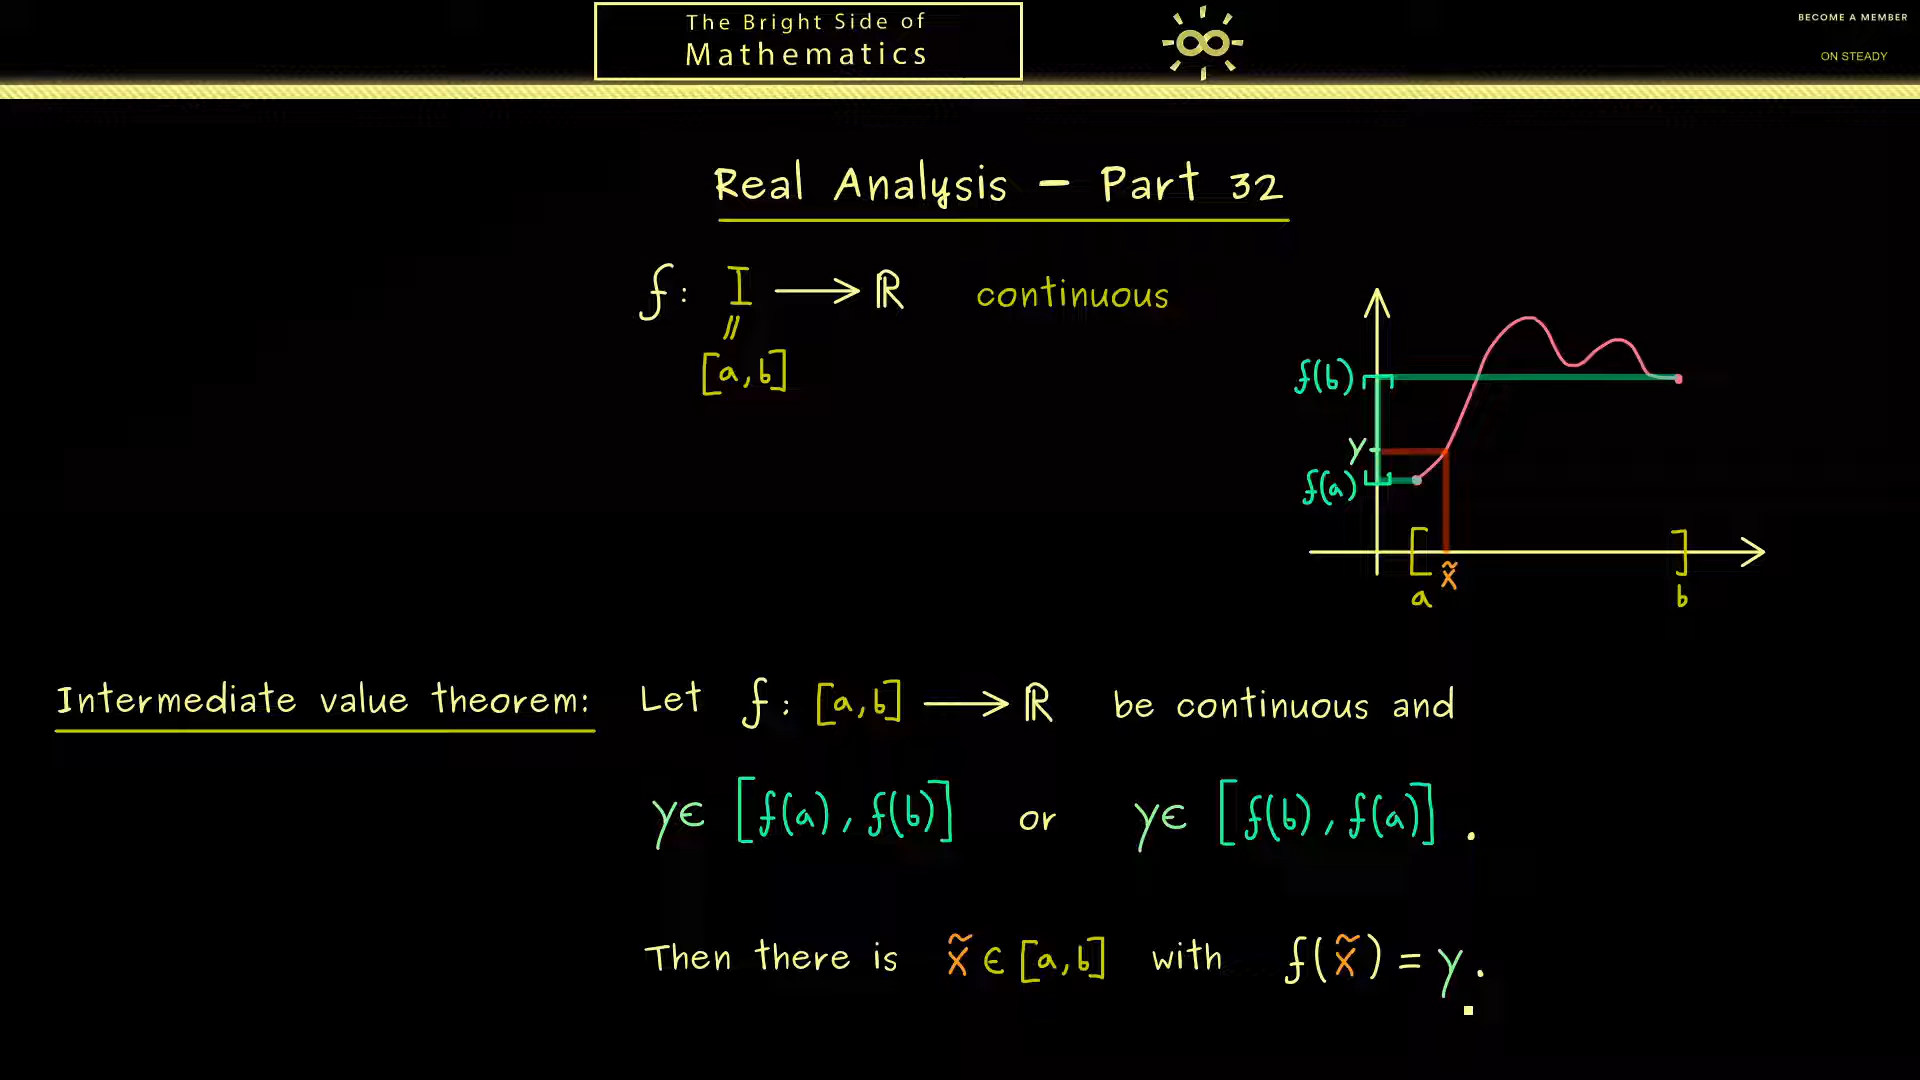 The Bright Side of
Mathematics
BECOME A MEMBER
ON STEADY
Real Analysis – Part 32
f: I ⟶ ℝ continuous
=
[a,b]
f(b)
y
f(a)
x̃
a
b
Intermediate value theorem: Let f: [a,b] ⟶ ℝ be continuous and
y∈ [f(a), f(b)] or y∈ [f(b), f(a)] .
Then there is x̃ ∈ [a,b] with f(x̃) = y.